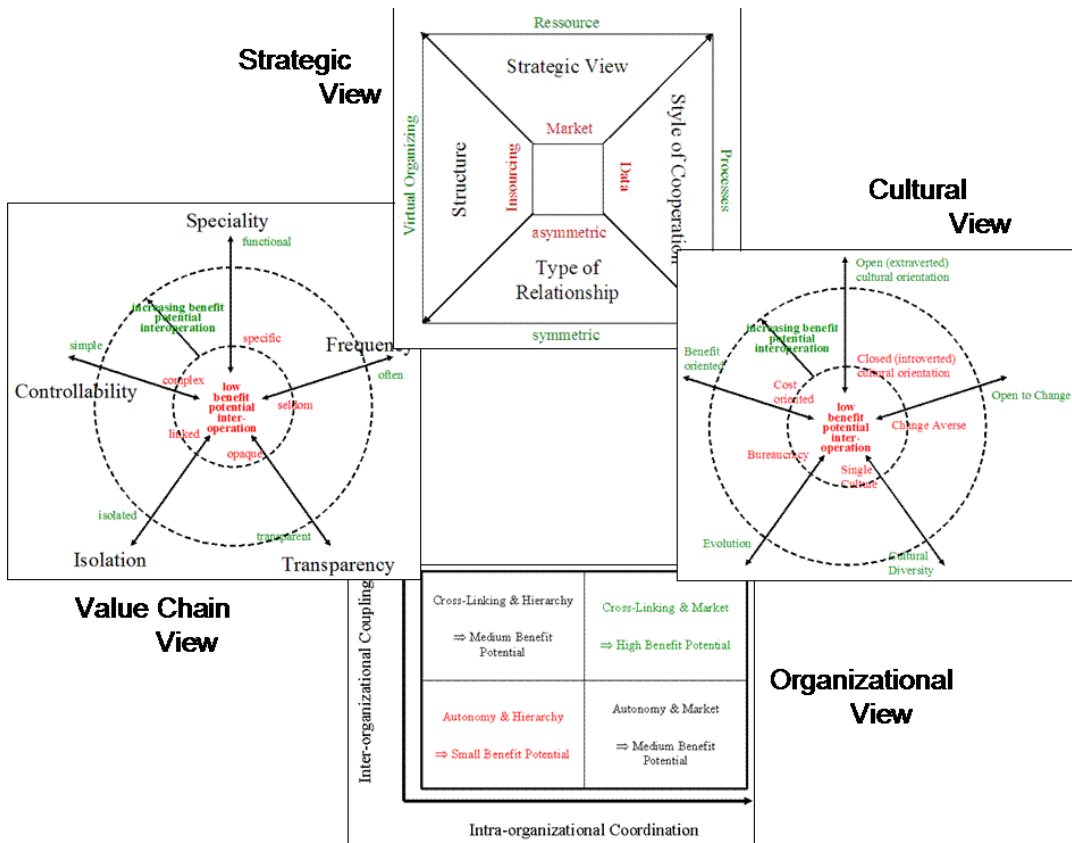 Strategic
View
Ressource
Strategic View
Market
Virtual Organizing
Structure
Insourcing
Data
Style of Cooperation
Processes
asymmetric
Type of
Relationship
symmetric
Cultural
View
Speciality
functional
increasing benefit
potential
interoperation
simple
specific
Frequency
often
Controllability
complex
low
benefit
potential
inter-
operation
seldom
linked
opaque
isolated
transparent
Isolation
Transparency
Value Chain
View
Open (extraverted)
cultural orientation
increasing benefit
potential
interoperation
Benefit
oriented
Closed (introverted)
cultural orientation
Cost
oriented
Open to Change
low
benefit
potential
inter-
operation
Change Averse
Bureaucracy
Single
Culture
Evolution
Cultural
Diversity
Inter-organizational Coupling
Cross-Linking & Hierarchy
⇒ Medium Benefit
Potential
Cross-Linking & Market
⇒ High Benefit Potential
Autonomy & Hierarchy
⇒ Small Benefit Potential
Autonomy & Market
⇒ Medium Benefit
Potential
Intra-organizational Coordination
Organizational
View